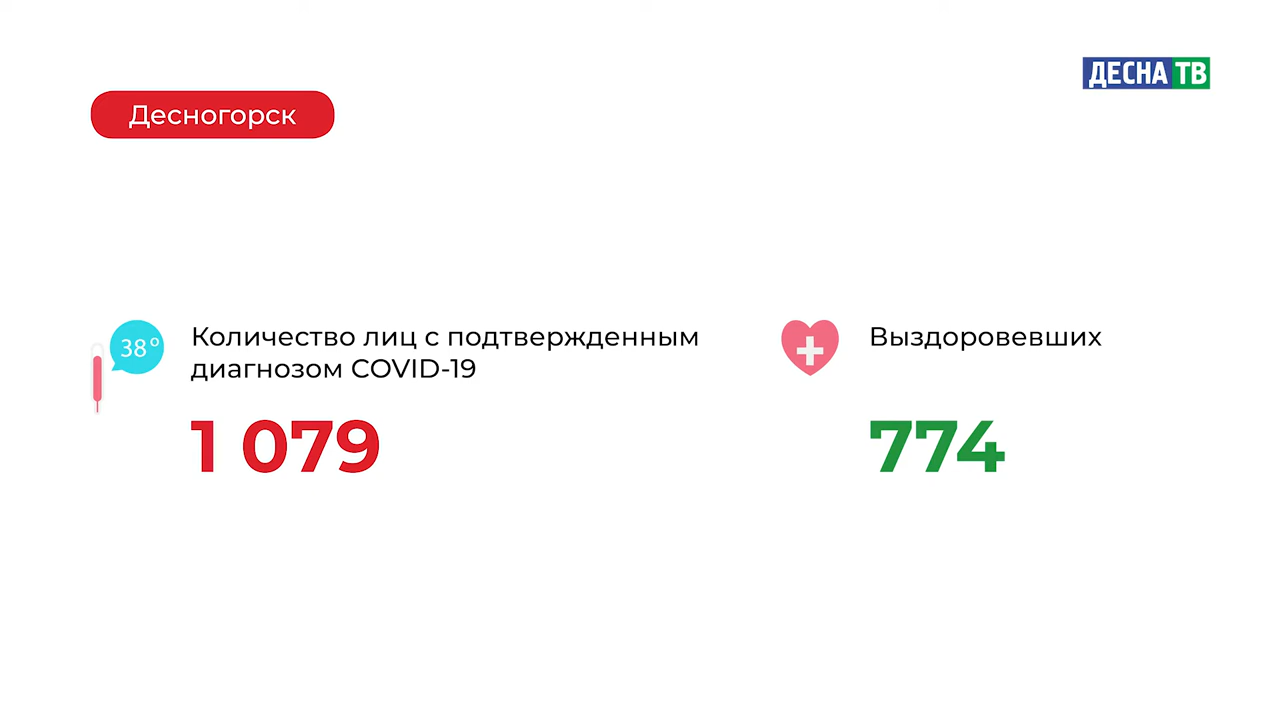 ДЕСНА ТВ
Десногорск
38°
Количество лиц с подтвержденным
диагнозом COVID-19
1 079
Выздоровевших
774